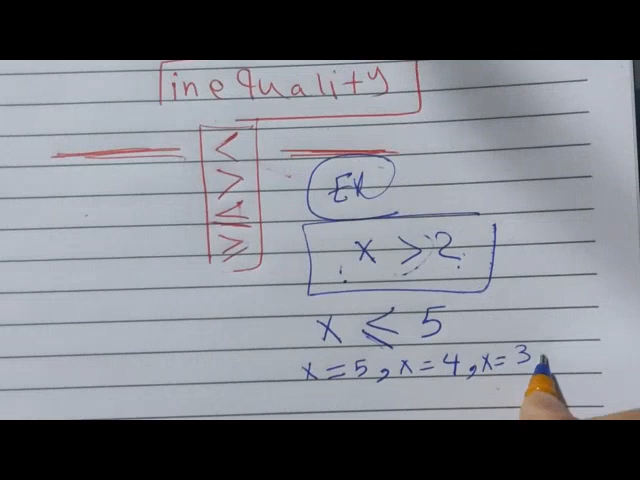 inequality
<
>
≤
≥
EX
x > 2
x ≤ 5
x = 5 , x = 4 , x = 3